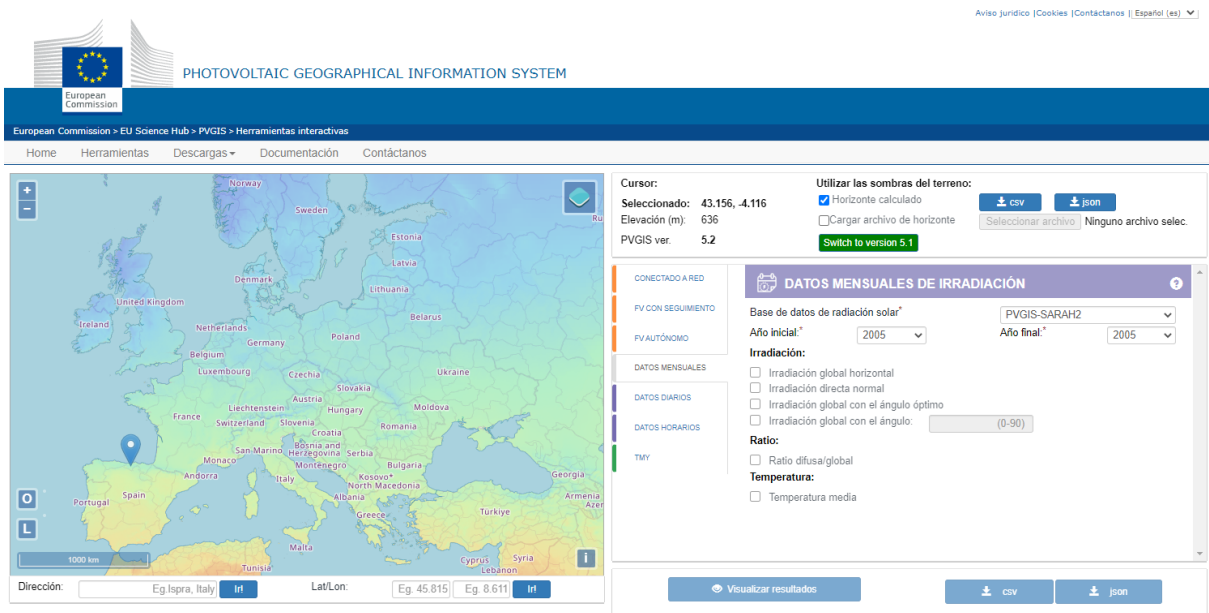 Aviso jurídico |Cookies |Contáctanos | Español (es)
European
Commission
PHOTOVOLTAIC GEOGRAPHICAL INFORMATION SYSTEM
European Commission > EU Science Hub > PVGIS > Herramientas interactivas
Home Herramientas Descargas Documentación Contáctanos
+
−
Norway
Sweden
Ru
Estonia
Latvia
Denmark
Lithuania
United Kingdom
Belarus
Ireland
Netherlands
Poland
Germany
Belgium
Luxembourg
Czechia
Ukraine
Slovakia
Austria
Liechtenstein
Hungary
Moldova
France
Switzerland
Slovenia
Romania
Croatia
San Marino
Bosnia and
Herzegovina
Serbia
Monaco
Montenegro
Bulgaria
Andorra
Italy
Kosovo*
Georgia
North Macedonia
Spain
Albania
Armenia
Portugal
Greece
Türkiye
Azer
Malta
Cyprus
Syria
Lebanon
Tunisia
O
L
1000 km
i
Dirección: Eg.Ispra, Italy Ir! Lat/Lon: Eg. 45.815 Eg. 8.611 Ir!
Cursor:
Seleccionado: 43.156, -4.116
Elevación (m): 636
PVGIS ver. 5.2
Utilizar las sombras del terreno:
Horizonte calculado csv json
Cargar archivo de horizonte Seleccionar archivo Ninguno archivo selec.
Switch to version 5.1
CONECTADO A RED
FV CON SEGUIMIENTO
FV AUTÓNOMO
DATOS MENSUALES
DATOS DIARIOS
DATOS HORARIOS
TMY
DATOS MENSUALES DE IRRADIACIÓN ?
Base de datos de radiación solar* PVGIS-SARAH2
Año inicial:* 2005 Año final:* 2005
Irradiación:
Irradiación global horizontal
Irradiación directa normal
Irradiación global con el ángulo óptimo
Irradiación global con el ángulo: (0-90)
Ratio:
Ratio difusa/global
Temperatura:
Temperatura media
Visualizar resultados csv json